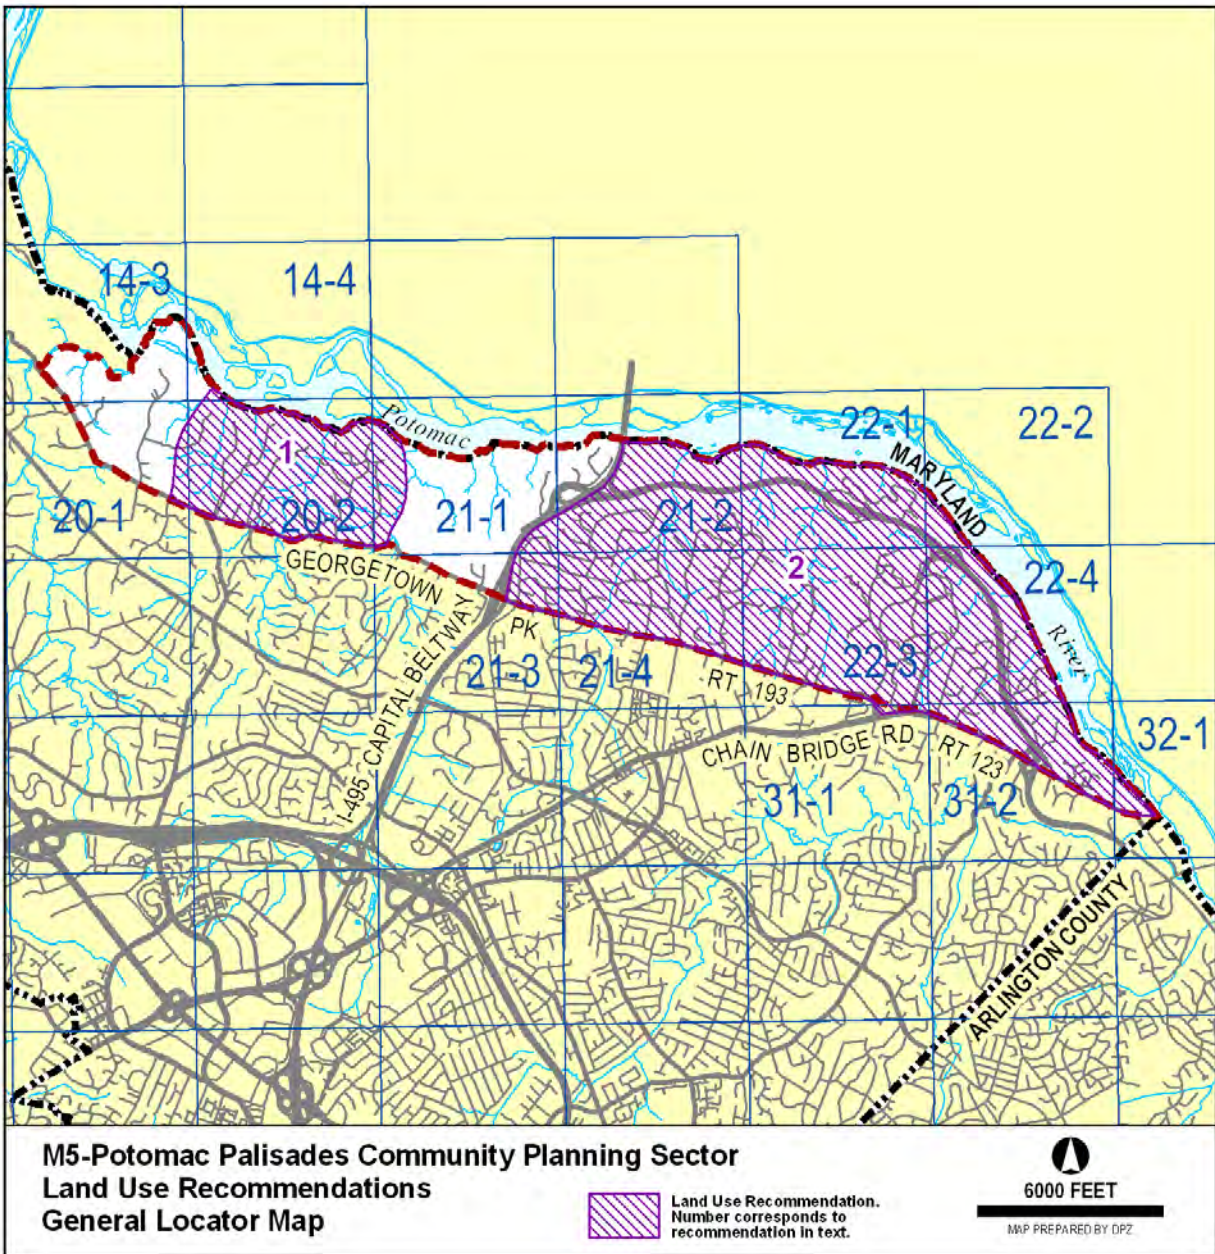 14-3
14-4
Potomac
22-1
22-2
MARYLAND
1
20-1
20-2
21-1
21-2
GEORGETOWN
PK
2
22-4
River
21-3
21-4
22-3
RT 193
I-495 CAPITAL BELTWAY
CHAIN BRIDGE RD
RT 123
32-1
31-1
31-2
ARLINGTON COUNTY
M5-Potomac Palisades Community Planning Sector
Land Use Recommendations
General Locator Map
Land Use Recommendation.
Number corresponds to
recommendation in text.
6000 FEET
MAP PREPARED BY DPZ